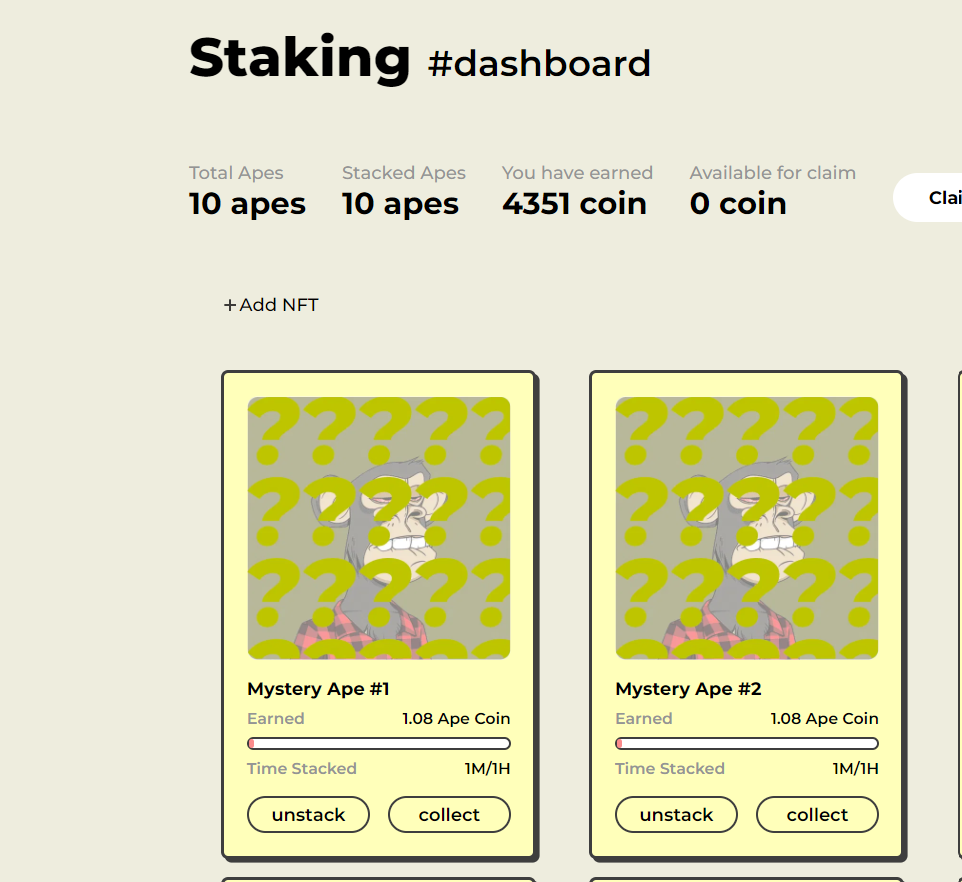 Staking #dashboard
Total Apes Stacked Apes You have earned Available for claim
10 apes 10 apes 4351 coin 0 coin
+Add NFT
? ? ? ? ? ? ? ? ? ?
? ? ? ? ? ? ? ? ? ?
? ? ? ? ? ? ? ? ? ?
Mystery Ape #1 Mystery Ape #2
Earned 1.08 Ape Coin Earned 1.08 Ape Coin
Time Stacked 1M/1H Time Stacked 1M/1H
unstack collect unstack collect